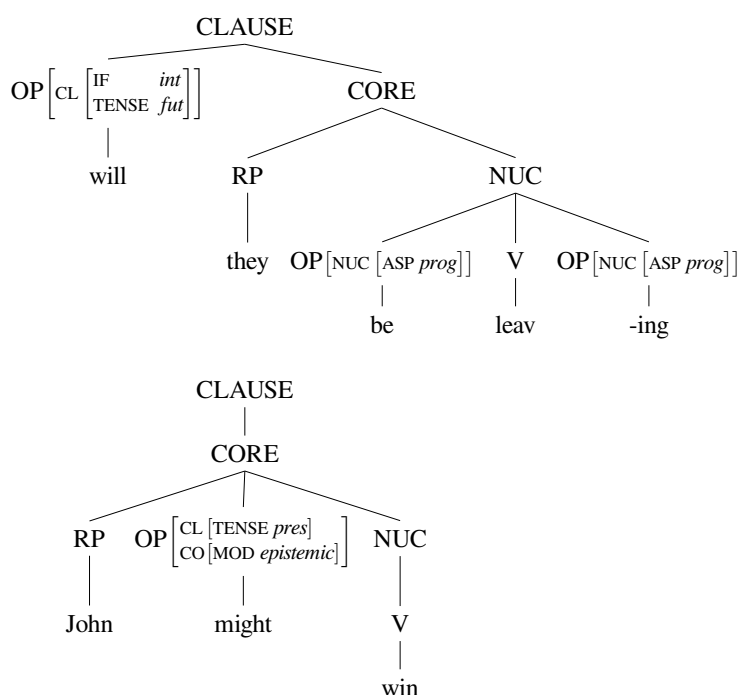 CLAUSE
OP[CL [IF int
TENSE fut]] CORE
will RP NUC
they OP[NUC [ASP prog]] V OP[NUC [ASP prog]]
be leav -ing
CLAUSE
CORE
RP OP[CL [TENSE pres]
CO [MOD epistemic]] NUC
John might V
win